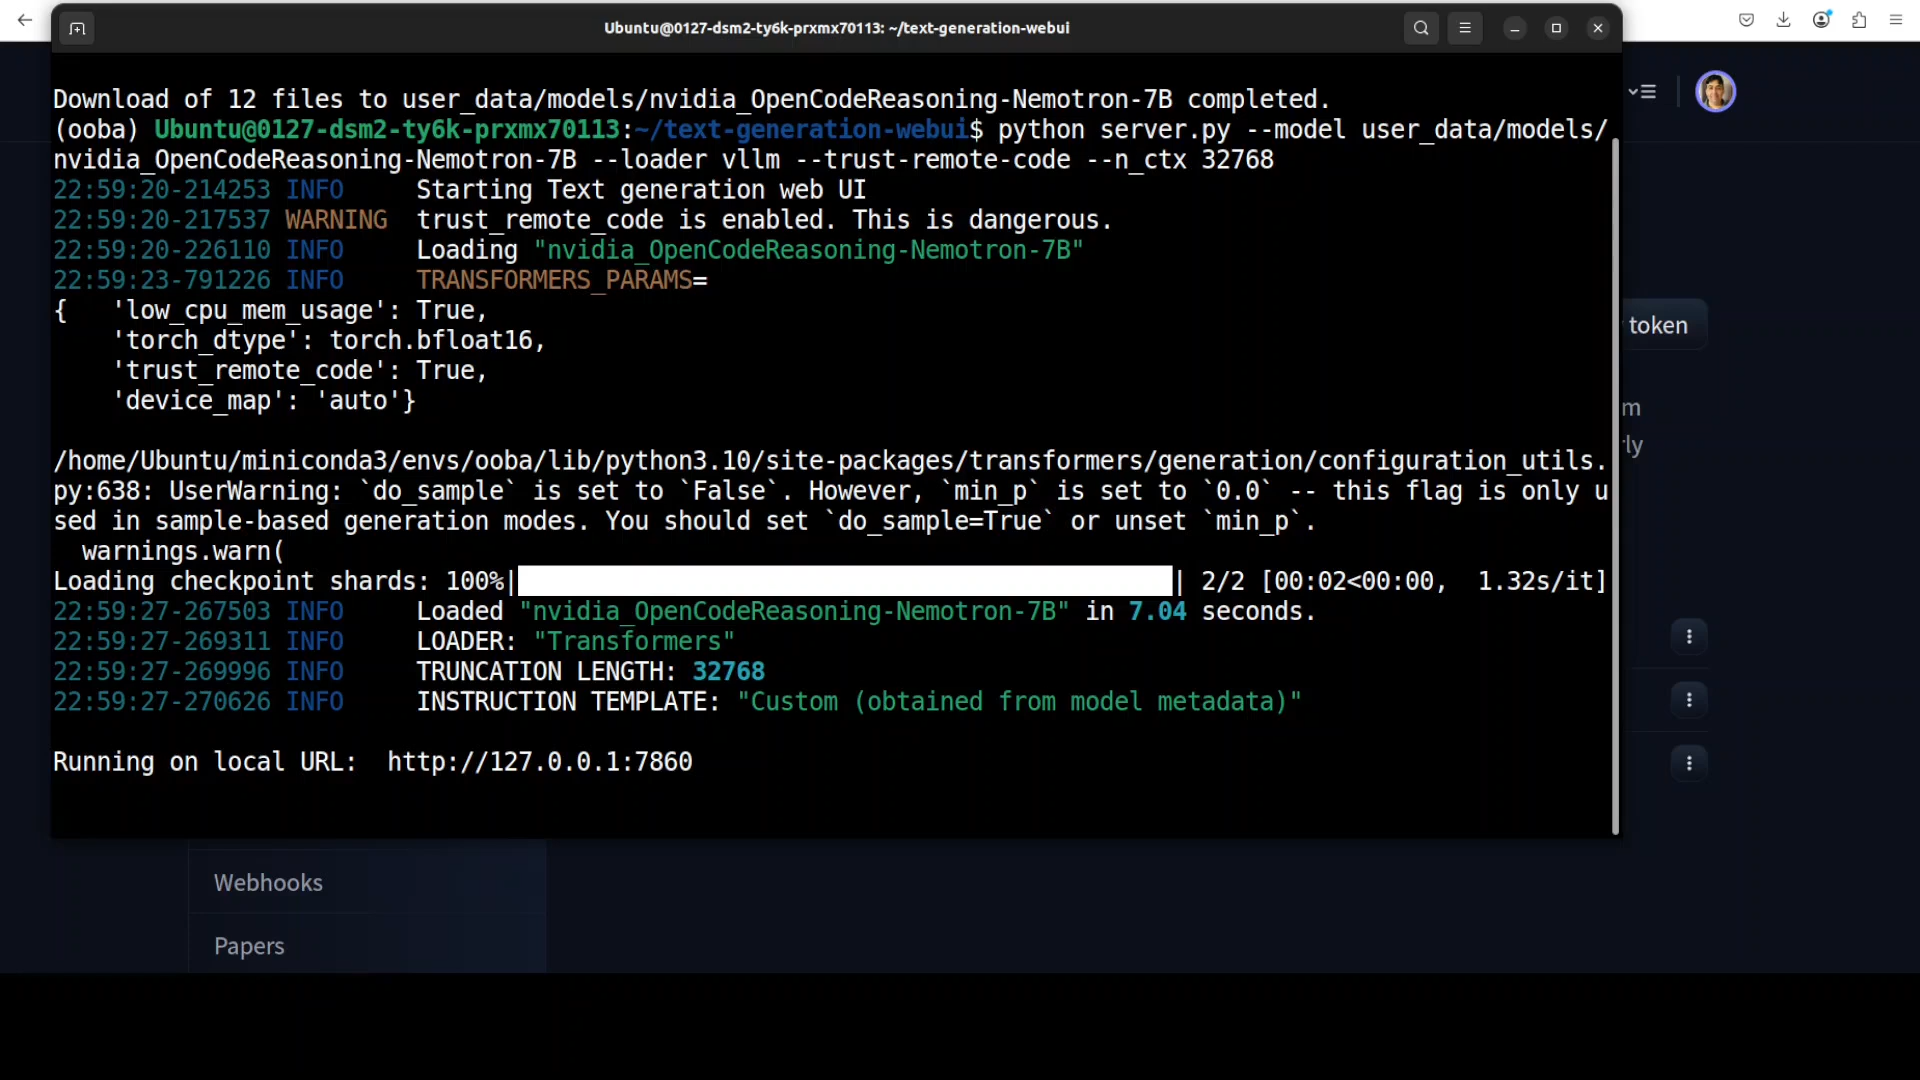 Ubuntu@0127-dsm2-ty6k-prxmx70113: ~/text-generation-webui
Download of 12 files to user_data/models/nvidia_OpenCodeReasoning-Nemotron-7B completed.
(ooba) Ubuntu@0127-dsm2-ty6k-prxmx70113:~/text-generation-webui$ python server.py --model user_data/models/
nvidia_OpenCodeReasoning-Nemotron-7B --loader vllm --trust-remote-code --n_ctx 32768
22:59:20-214253 INFO     Starting Text generation web UI
22:59:20-217537 WARNING  trust_remote_code is enabled. This is dangerous.
22:59:20-226110 INFO     Loading "nvidia_OpenCodeReasoning-Nemotron-7B"
22:59:23-791226 INFO     TRANSFORMERS_PARAMS=
{   'low_cpu_mem_usage': True,
    'torch_dtype': torch.bfloat16,
    'trust_remote_code': True,
    'device_map': 'auto'}
/home/Ubuntu/miniconda3/envs/ooba/lib/python3.10/site-packages/transformers/generation/configuration_utils.
py:638: UserWarning: `do_sample` is set to `False`. However, `min_p` is set to `0.0` -- this flag is only u
sed in sample-based generation modes. You should set `do_sample=True` or unset `min_p`.
  warnings.warn(
Loading checkpoint shards: 100%| | 2/2 [00:02<00:00,  1.32s/it]
22:59:27-267503 INFO     Loaded "nvidia_OpenCodeReasoning-Nemotron-7B" in 7.04 seconds.
22:59:27-269311 INFO     LOADER: "Transformers"
22:59:27-269996 INFO     TRUNCATION LENGTH: 32768
22:59:27-270626 INFO     INSTRUCTION TEMPLATE: "Custom (obtained from model metadata)"
Running on local URL:  http://127.0.0.1:7860
token
m
rly
Webhooks
Papers